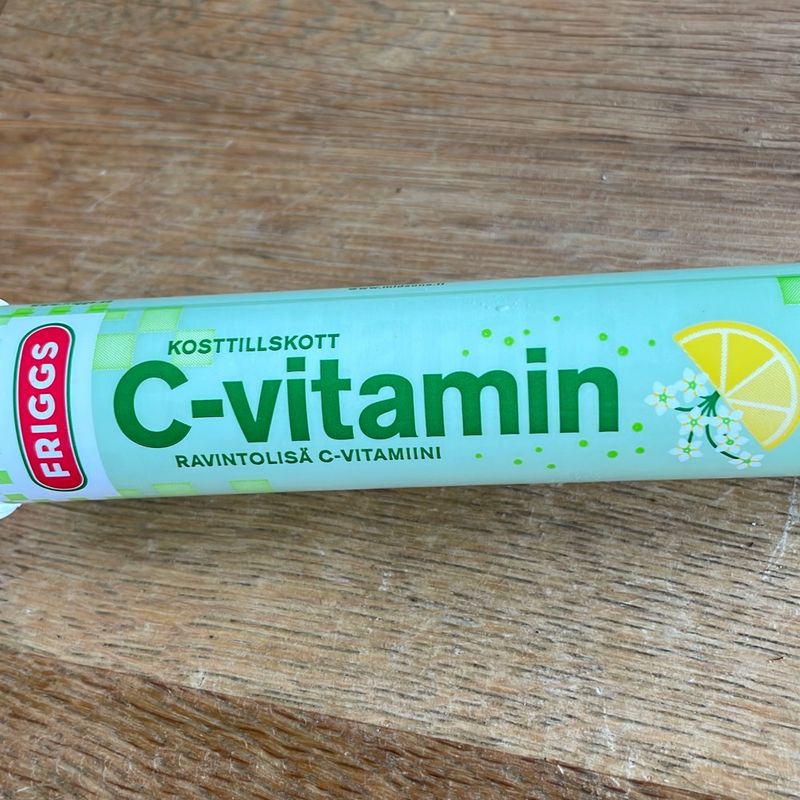 FRIGGS
KOSTTILLSKOTT
C-vitamin
RAVINTOLISÄ C-VITAMIINI